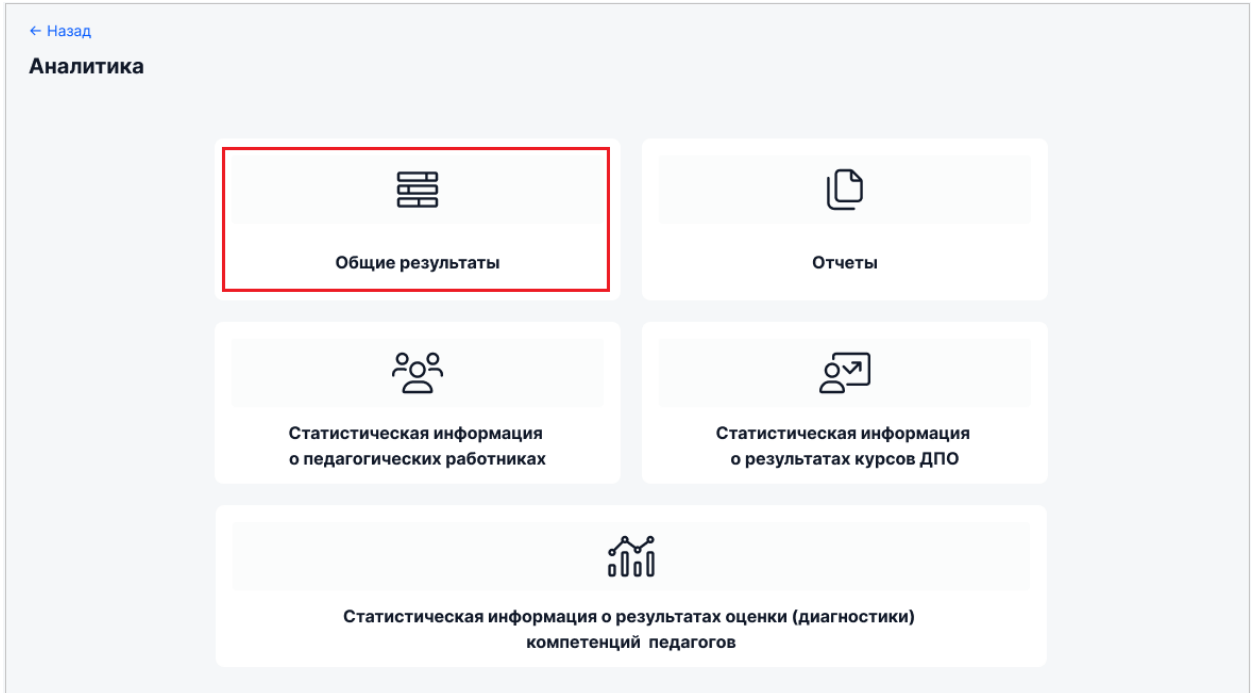 ← Назад
Аналитика
Общие результаты
Отчеты
Статистическая информация
о педагогических работниках
Статистическая информация
о результатах курсов ДПО
Статистическая информация о результатах оценки (диагностики)
компетенций педагогов